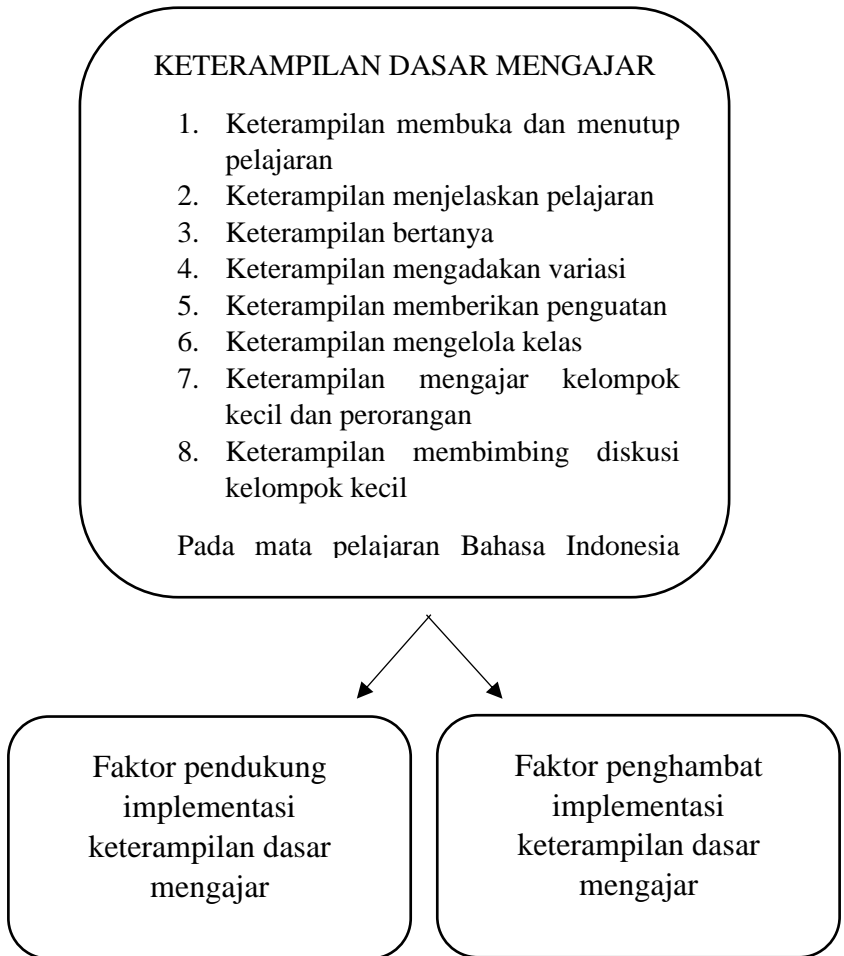 KETERAMPILAN DASAR MENGAJAR
1. Keterampilan membuka dan menutup
pelajaran
2. Keterampilan menjelaskan pelajaran
3. Keterampilan bertanya
4. Keterampilan mengadakan variasi
5. Keterampilan memberikan penguatan
6. Keterampilan mengelola kelas
7. Keterampilan mengajar kelompok
kecil dan perorangan
8. Keterampilan membimbing diskusi
kelompok kecil
Pada mata pelajaran Bahasa Indonesia
Faktor pendukung
implementasi
keterampilan dasar
mengajar
Faktor penghambat
implementasi
keterampilan dasar
mengajar